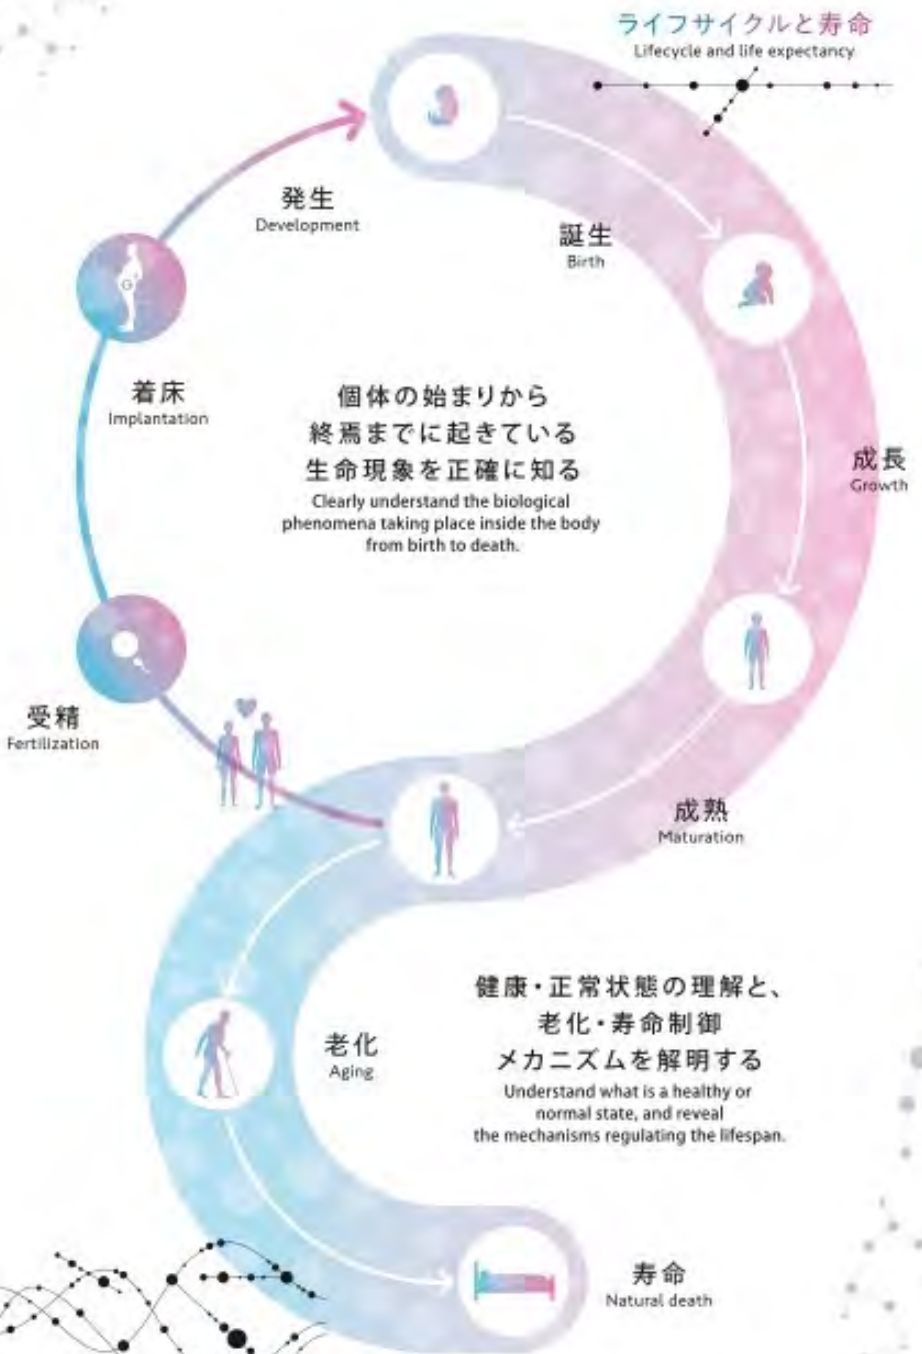 ライフサイクルと寿命
Lifecycle and life expectancy
発生
Development
誕生
Birth
着床
Implantation
個体の始まりから
終焉までに起きている
生命現象を正確に知る
Clearly understand the biological
phenomena taking place inside the body
from birth to death.
成長
Growth
受精
Fertilization
成熟
Maturation
健康・正常状態の理解と、
老化・寿命制御
メカニズムを解明する
Understand what is a healthy or
normal state, and reveal
the mechanisms regulating the lifespan.
老化
Aging
寿命
Natural death